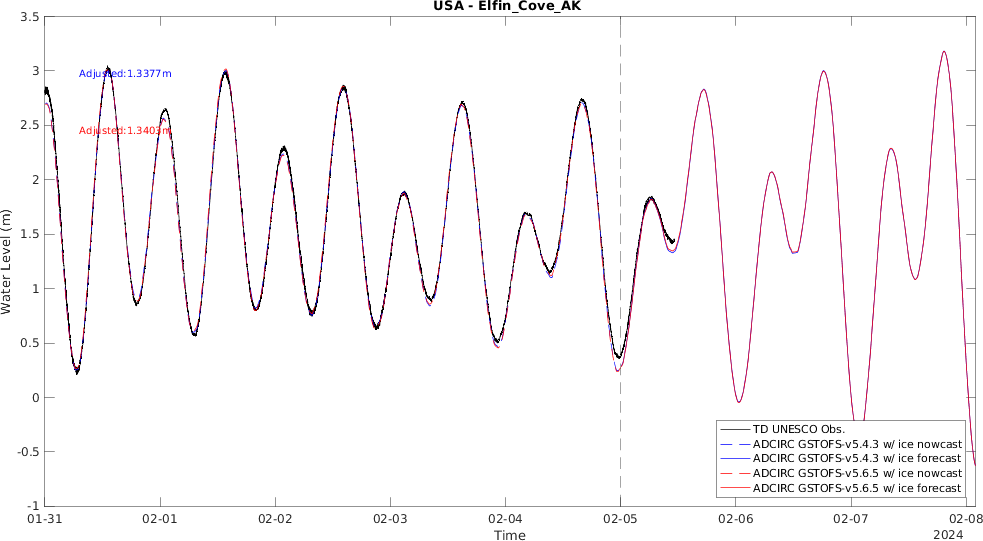 USA - Elfin_Cove_AK
Water Level (m)
3.5
3
2.5
2
1.5
1
0.5
0
-0.5
-1
Adjusted:1.3377m
Adjusted:1.3403m
TD UNESCO Obs.
ADCIRC GSTOFS-v5.4.3 w/ ice nowcast
ADCIRC GSTOFS-v5.4.3 w/ ice forecast
ADCIRC GSTOFS-v5.6.5 w/ ice nowcast
ADCIRC GSTOFS-v5.6.5 w/ ice forecast
01-31 02-01 02-02 02-03 02-04 02-05 02-06 02-07 02-08
Time
2024